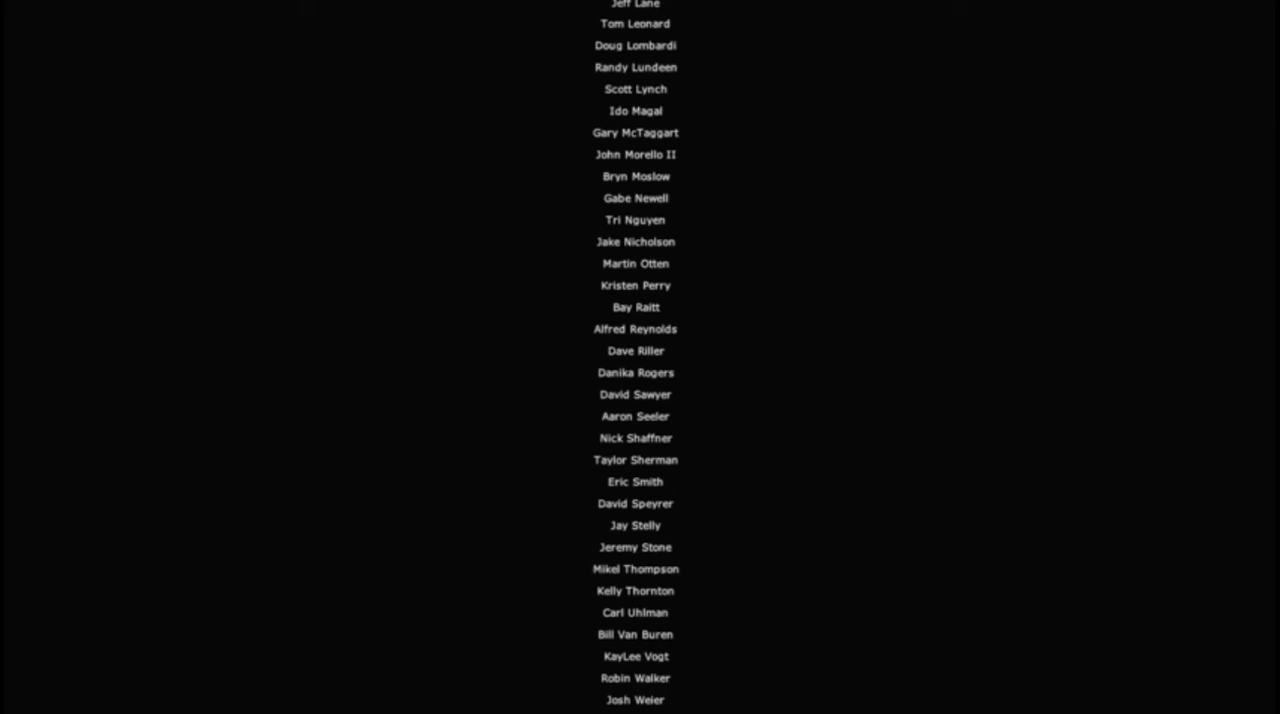 Jeff Lane
Tom Leonard
Doug Lombardi
Randy Lundeen
Scott Lynch
Ido Magal
Gary McTaggart
John Morello II
Bryn Moslow
Gabe Newell
Tri Nguyen
Jake Nicholson
Martin Otten
Kristen Perry
Bay Raitt
Alfred Reynolds
Dave Riller
Danika Rogers
David Sawyer
Aaron Seeler
Nick Shaffner
Taylor Sherman
Eric Smith
David Speyrer
Jay Stelly
Jeremy Stone
Mikel Thompson
Kelly Thornton
Carl Uhlman
Bill Van Buren
KayLee Vogt
Robin Walker
Josh Weier